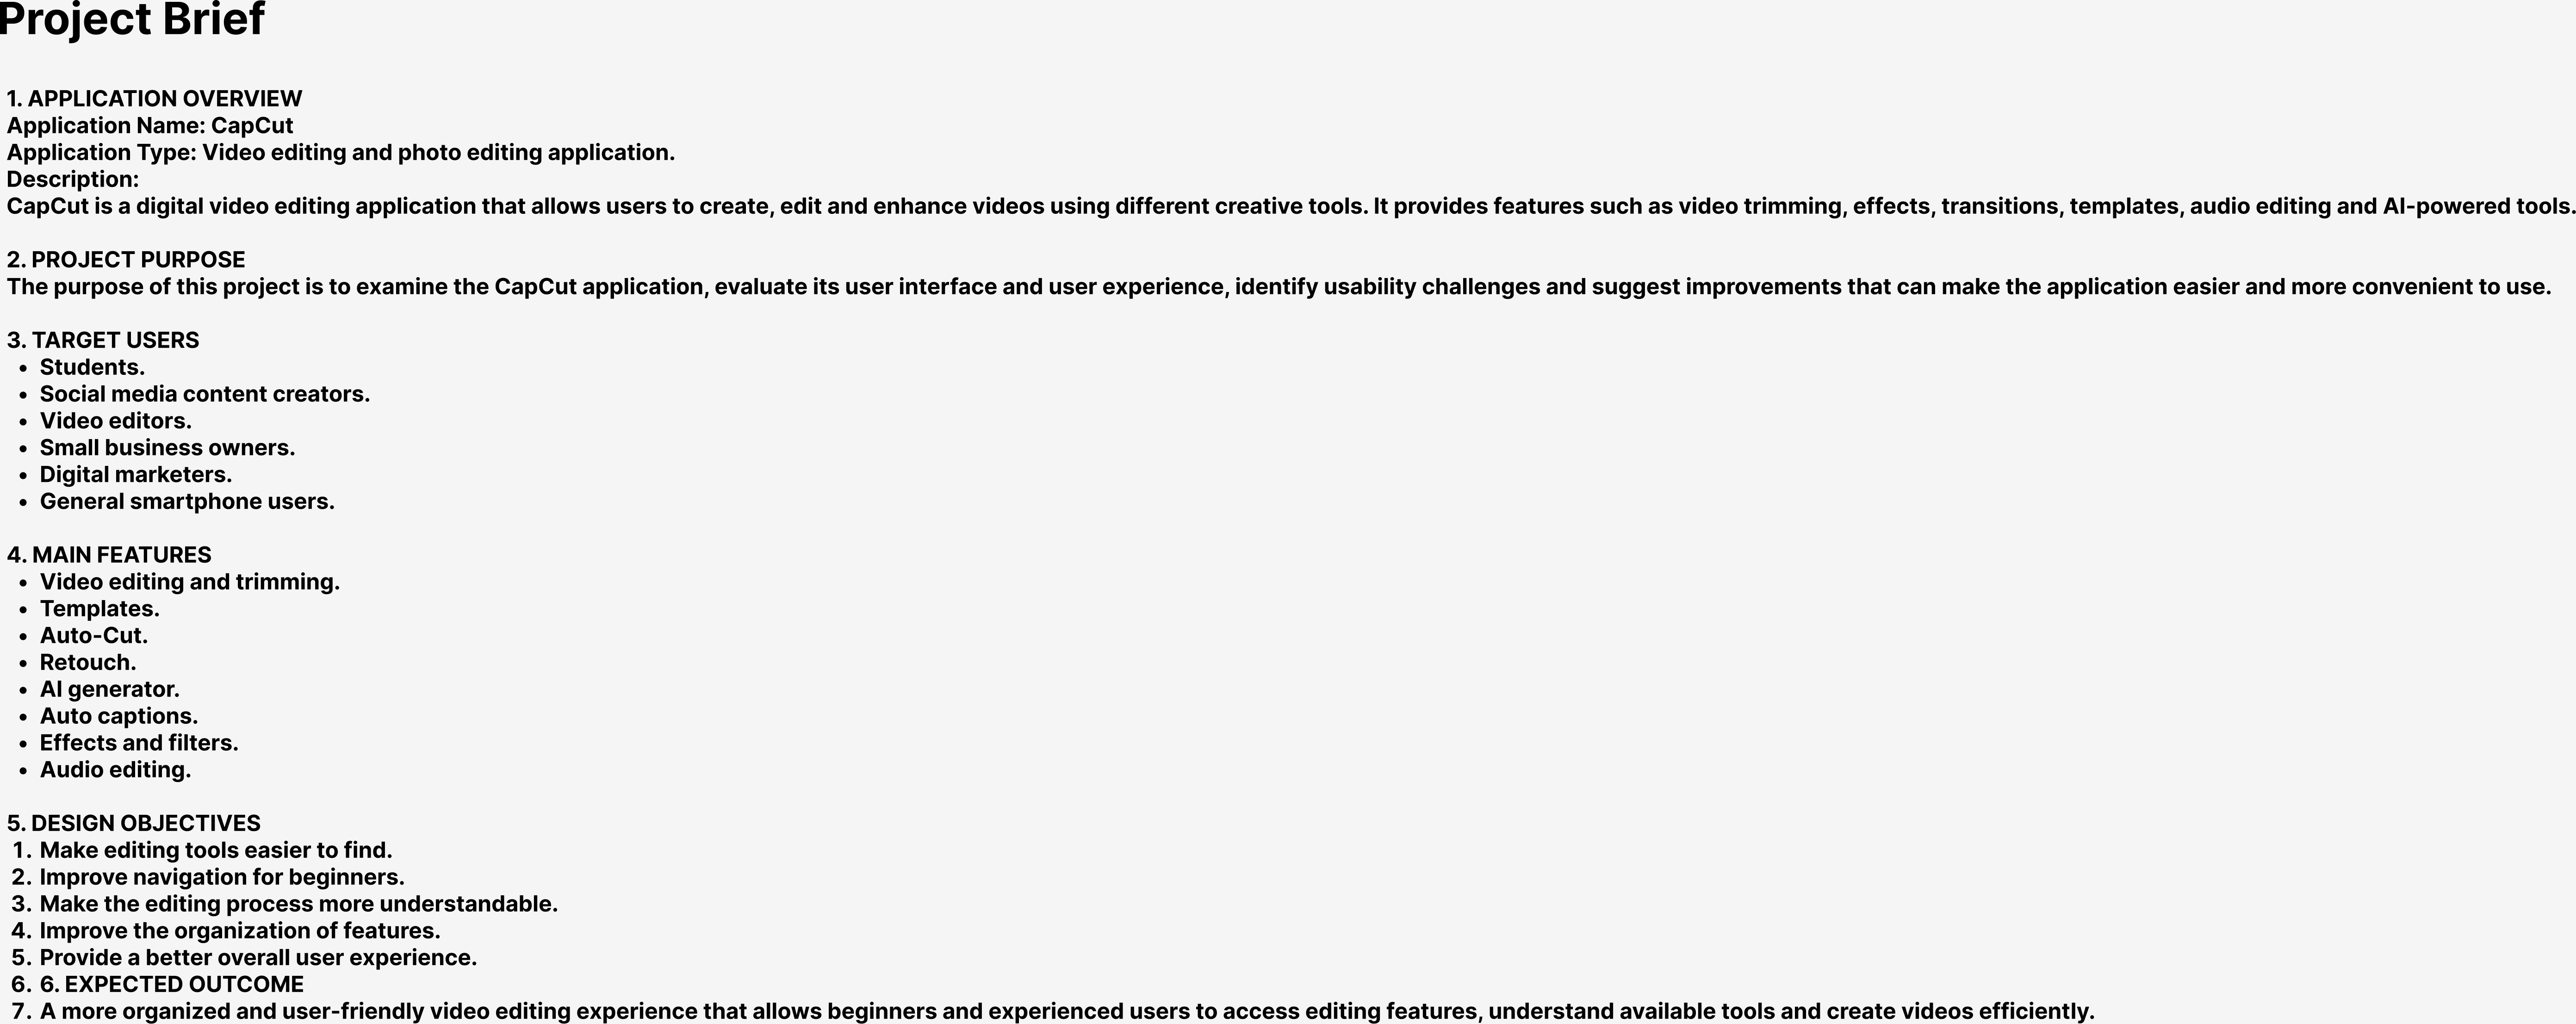 Project Brief
1. APPLICATION OVERVIEW
Application Name: CapCut
Application Type: Video editing and photo editing application.
Description:
CapCut is a digital video editing application that allows users to create, edit and enhance videos using different creative tools. It provides features such as video trimming, effects, transitions, templates, audio editing and AI-powered tools.
2. PROJECT PURPOSE
The purpose of this project is to examine the CapCut application, evaluate its user interface and user experience, identify usability challenges and suggest improvements that can make the application easier and more convenient to use.
3. TARGET USERS
• Students.
• Social media content creators.
• Video editors.
• Small business owners.
• Digital marketers.
• General smartphone users.
4. MAIN FEATURES
• Video editing and trimming.
• Templates.
• Auto-Cut.
• Retouch.
• AI generator.
• Auto captions.
• Effects and filters.
• Audio editing.
5. DESIGN OBJECTIVES
1. Make editing tools easier to find.
2. Improve navigation for beginners.
3. Make the editing process more understandable.
4. Improve the organization of features.
5. Provide a better overall user experience.
6. 6. EXPECTED OUTCOME
7. A more organized and user-friendly video editing experience that allows beginners and experienced users to access editing features, understand available tools and create videos efficiently.